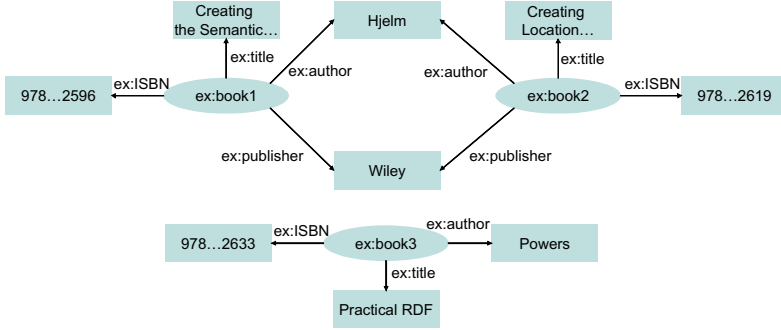 Creating
the Semantic…
Hjelm
Creating
Location…
ex:title
ex:title
ex:author
ex:author
ex:ISBN
ex:ISBN
978…2596
ex:book1
ex:book2
978…2619
ex:publisher
ex:publisher
Wiley
ex:ISBN
ex:author
978…2633
ex:book3
Powers
ex:title
Practical RDF